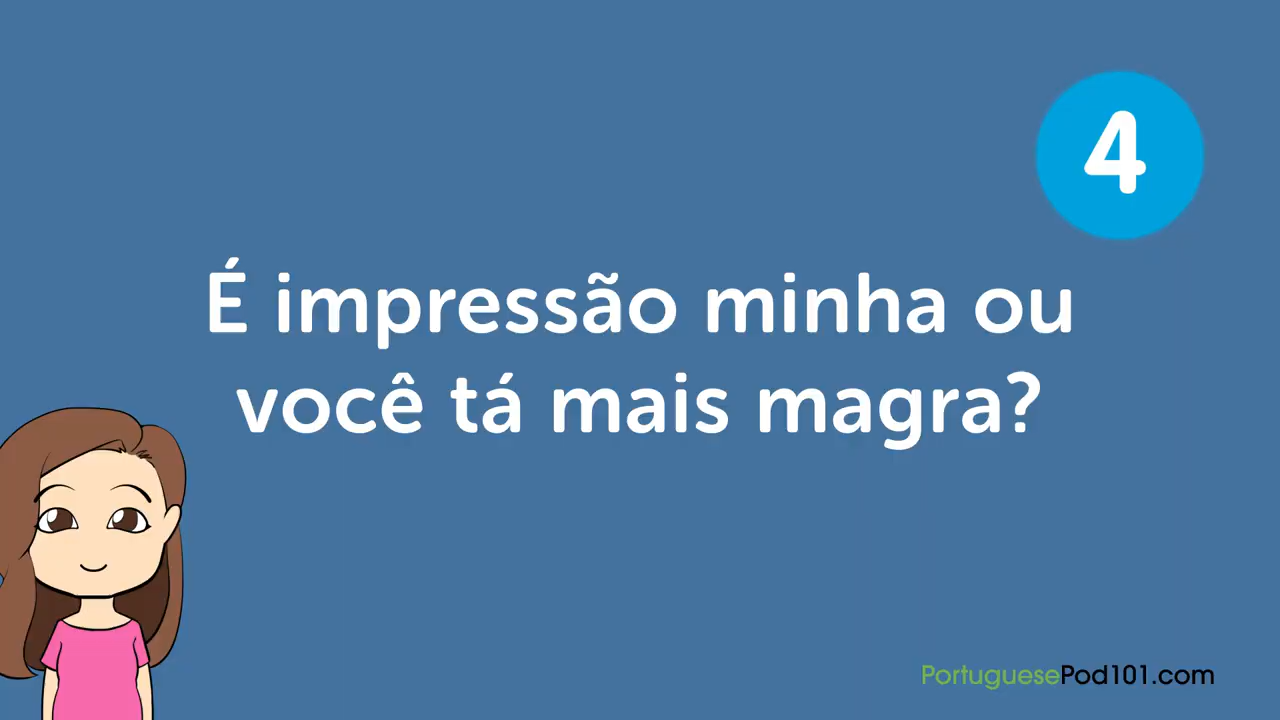 4
É impressão minha ou
você tá mais magra?
PortuguesePod101.com